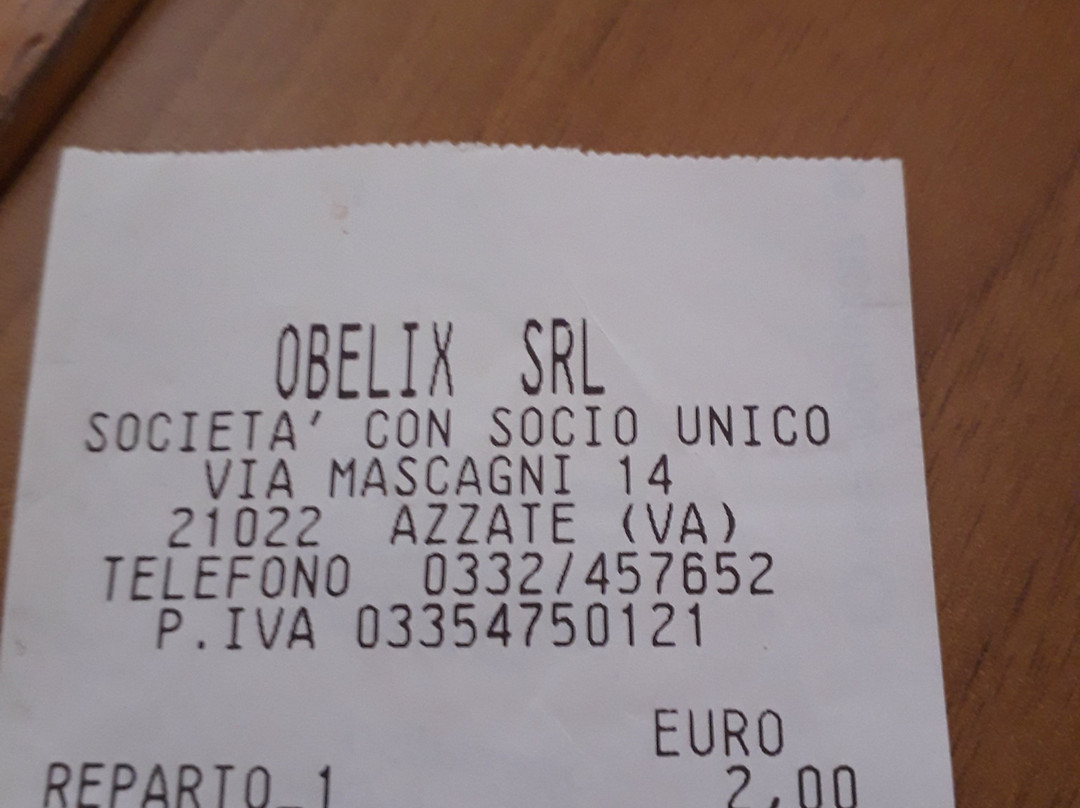 OBELIX SRL
SOCIETA' CON SOCIO UNICO
VIA MASCAGNI 14
21022 AZZATE (VA)
TELEFONO 0332/457652
P.IVA 03354750121
EURO
REPARTO_1 2,00